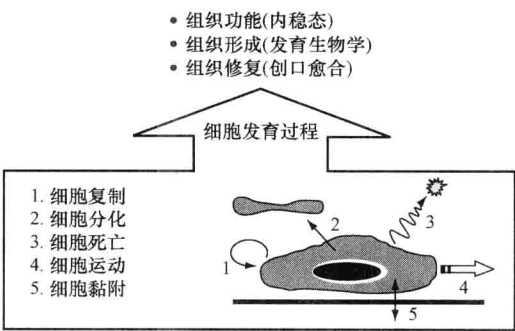 • 组织功能(内稳态)
• 组织形成(发育生物学)
• 组织修复(创口愈合)
细胞发育过程
1. 细胞复制
2. 细胞分化
3. 细胞死亡
4. 细胞运动
5. 细胞黏附
1
2
3
4
5